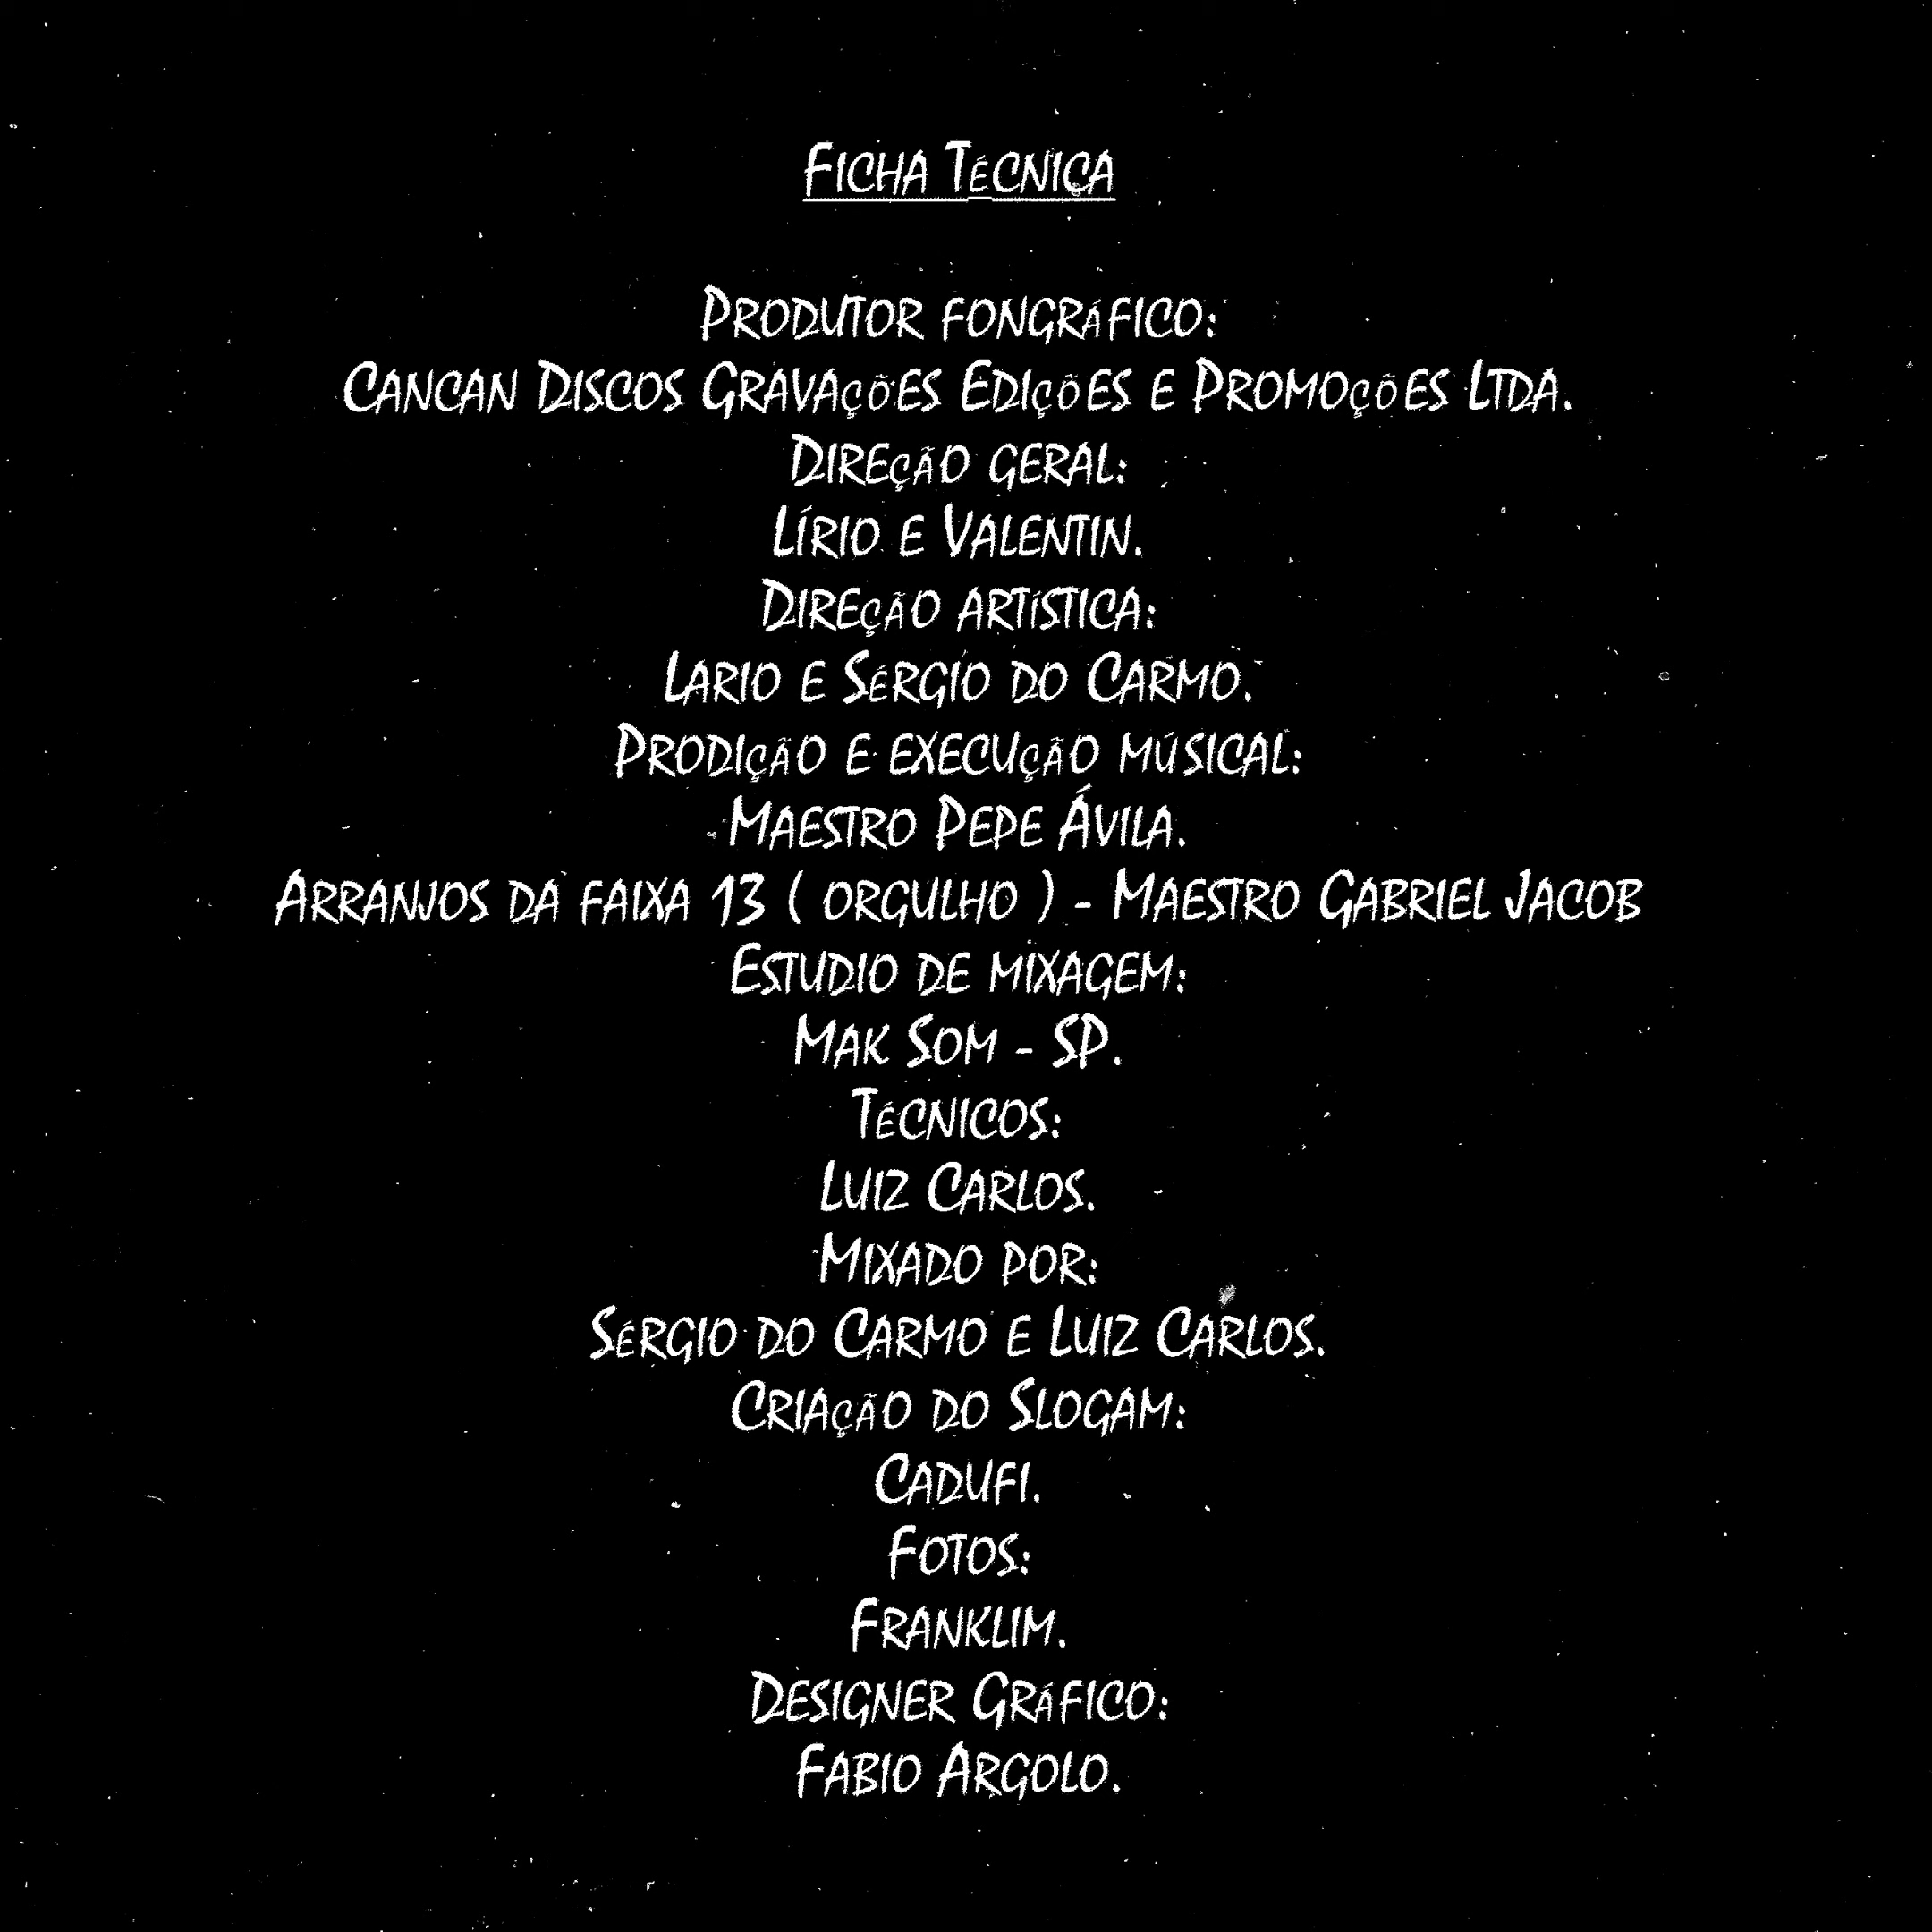 Ficha Técnica
Produtor fongráfico:
Cancan Discos Gravações Edições e Promoções Ltda.
Direção geral:
Lírio e Valentin.
Direção artística:
Lario e Sérgio do Carmo.
Prodição e execução músical:
Maestro Pepe Ávila.
Arranjos da faixa 13 ( orgulho ) - Maestro Gabriel Jacob
Estudio de mixagem:
Mak Som - SP.
Técnicos:
Luiz Carlos.
Mixado por:
Sérgio do Carmo e Luiz Carlos.
Criação do Slogam:
Cadufi.
Fotos:
Franklim.
Designer Gráfico:
Fabio Argolo.